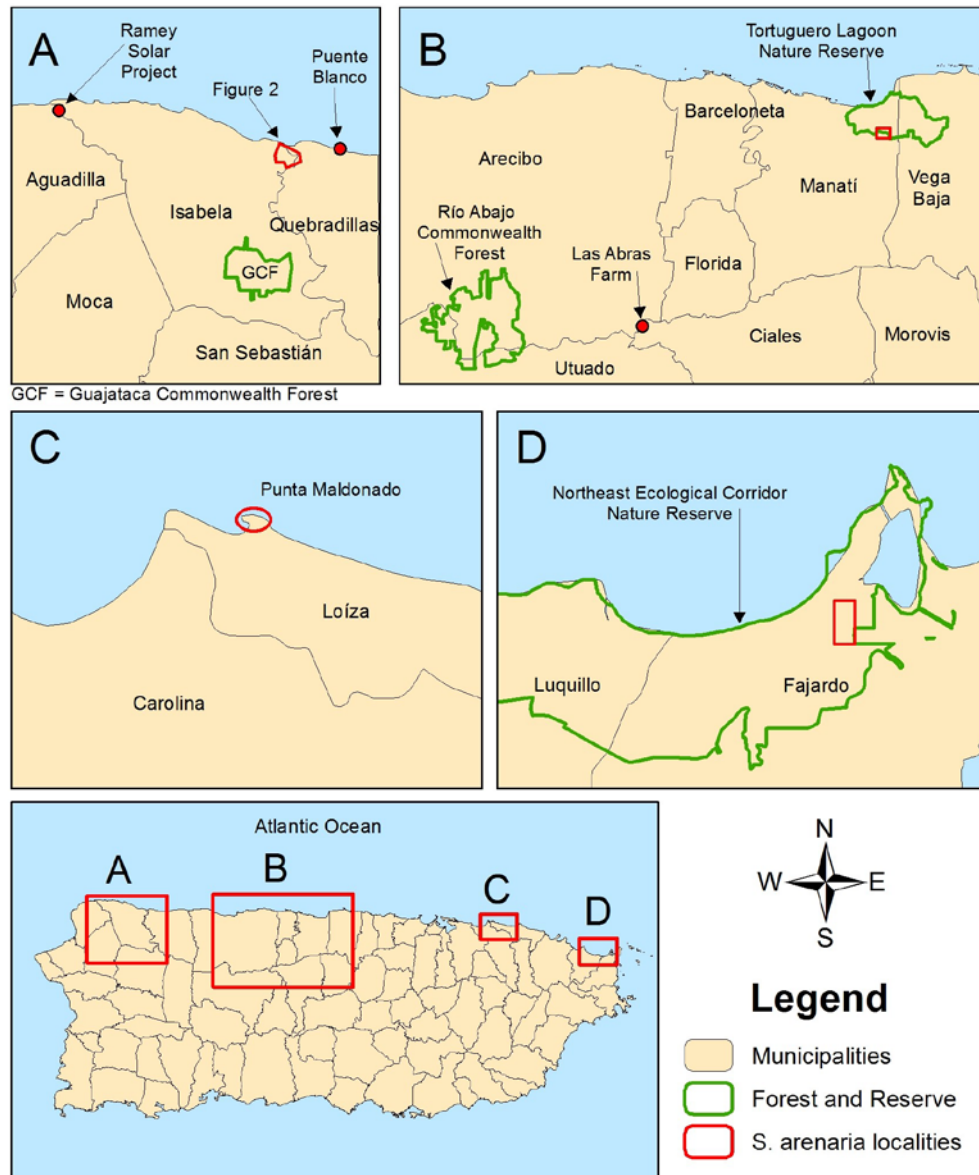 A
Ramey
Solar
Project
Figure 2
Puente
Blanco
Aguadilla
Isabela
Quebradillas
GCF
Moca
San Sebastián
GCF = Guajataca Commonwealth Forest
B
Tortuguero Lagoon
Nature Reserve
Barceloneta
Arecibo
Manatí
Vega
Baja
Río Abajo
Commonwealth
Forest
Las Abras
Farm
Florida
Utuado
Ciales
Morovis
C
Punta Maldonado
Loíza
Carolina
D
Northeast Ecological Corridor
Nature Reserve
Luquillo
Fajardo
Atlantic Ocean
A
B
C
D
N
W
E
S
Legend
Municipalities
Forest and Reserve
S. arenaria localities